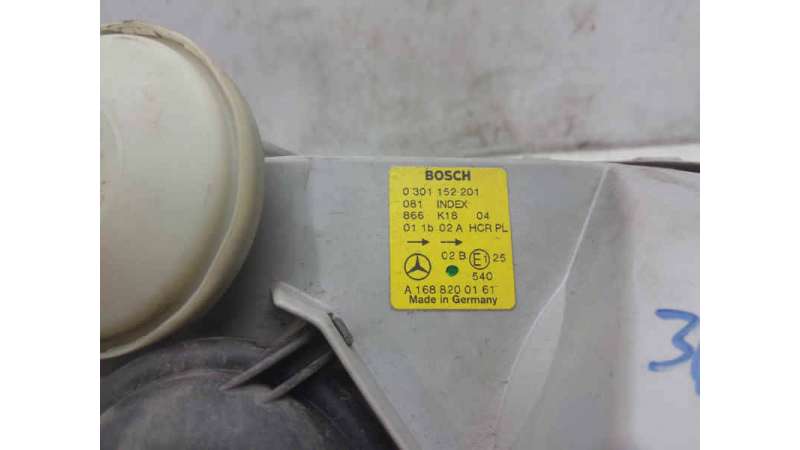 BOSCH
0 301 152 201
081 INDEX
866 K18 04
01 1b 02 A HCR PL
02 B E1 25
540
A 168 820 01 61
Made in Germany